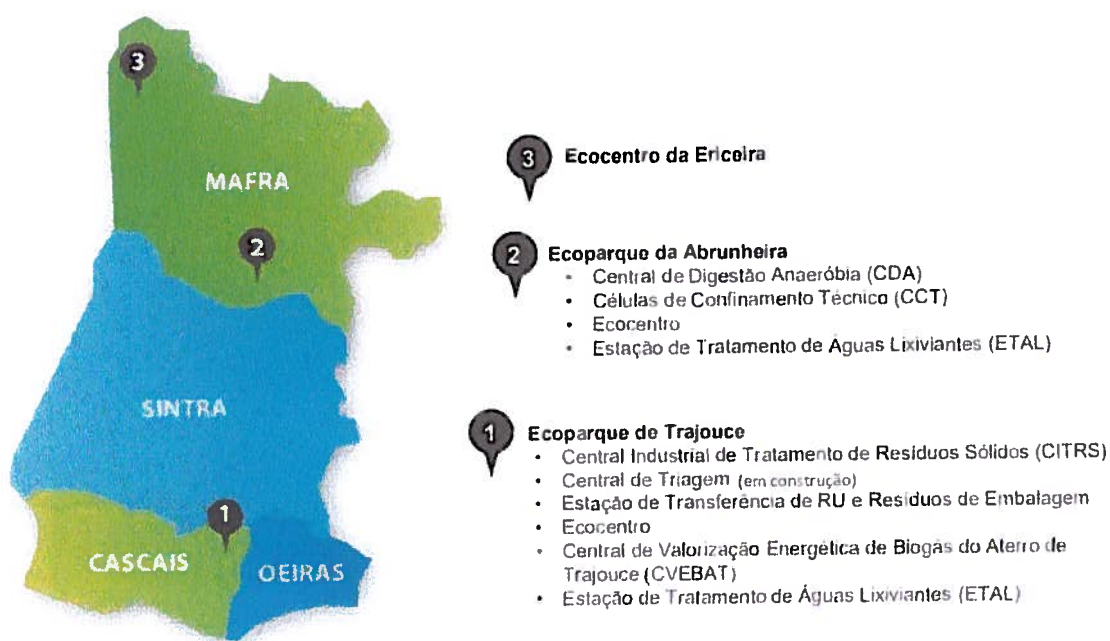 3
MAFRA
2
SINTRA
1
CASCAIS
OEIRAS
3 Ecocentro da Ericeira
2 Ecoparque da Abrunheira
• Central de Digestão Anaeróbia (CDA)
• Células de Confinamento Técnico (CCT)
• Ecocentro
• Estação de Tratamento de Águas Lixiviantes (ETAL)
1 Ecoparque de Trajouce
• Central Industrial de Tratamento de Resíduos Sólidos (CITRS)
• Central de Triagem (em construção)
• Estação de Transferência de RU e Resíduos de Embalagem
• Ecocentro
• Central de Valorização Energética de Biogás do Aterro de
Trajouce (CVEBAT)
• Estação de Tratamento de Águas Lixiviantes (ETAL)